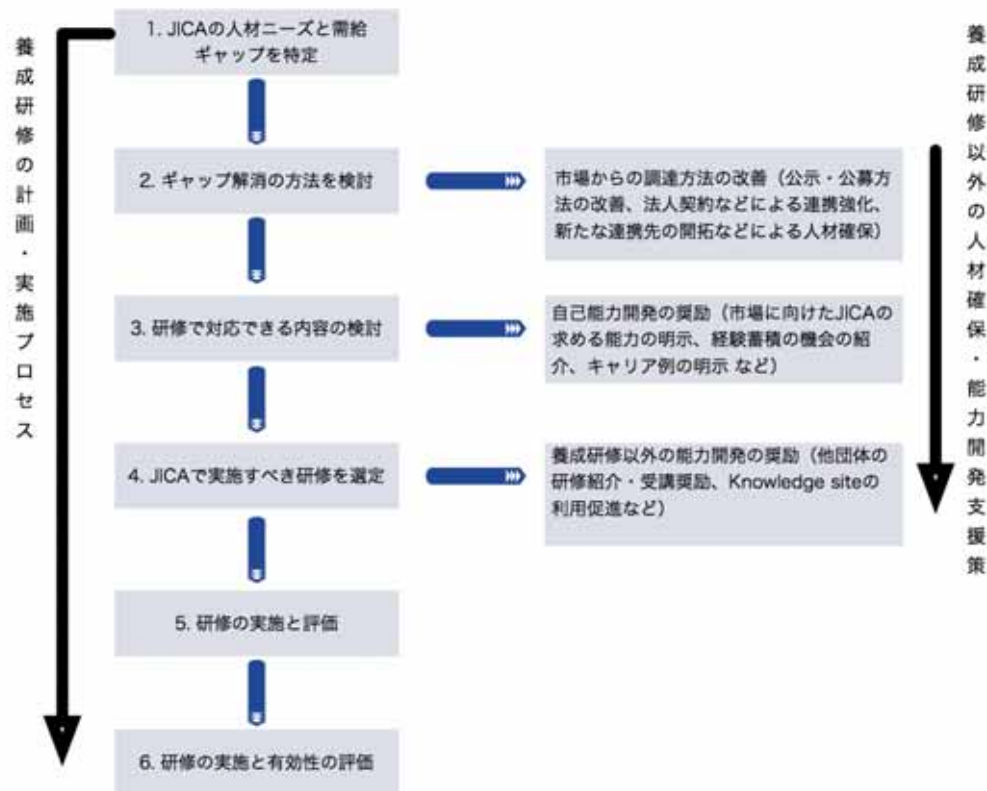 養成研修の計画・実施プロセス
1. JICAの人材ニーズと需給
ギャップを特定
2. ギャップ解消の方法を検討
市場からの調達方法の改善（公示・公募方
法の改善、法人契約などによる連携強化、
新たな連携先の開拓などによる人材確保）
3. 研修で対応できる内容の検討
自己能力開発の奨励（市場に向けたJICAの
求める能力の明示、経験蓄積の機会の紹
介、キャリア例の明示 など）
4. JICAで実施すべき研修を選定
養成研修以外の能力開発の奨励（他団体の
研修紹介・受講奨励、Knowledge siteの
利用促進など）
5. 研修の実施と評価
6. 研修の実施と有効性の評価
養成研修以外の人材確保・能力開発支援策